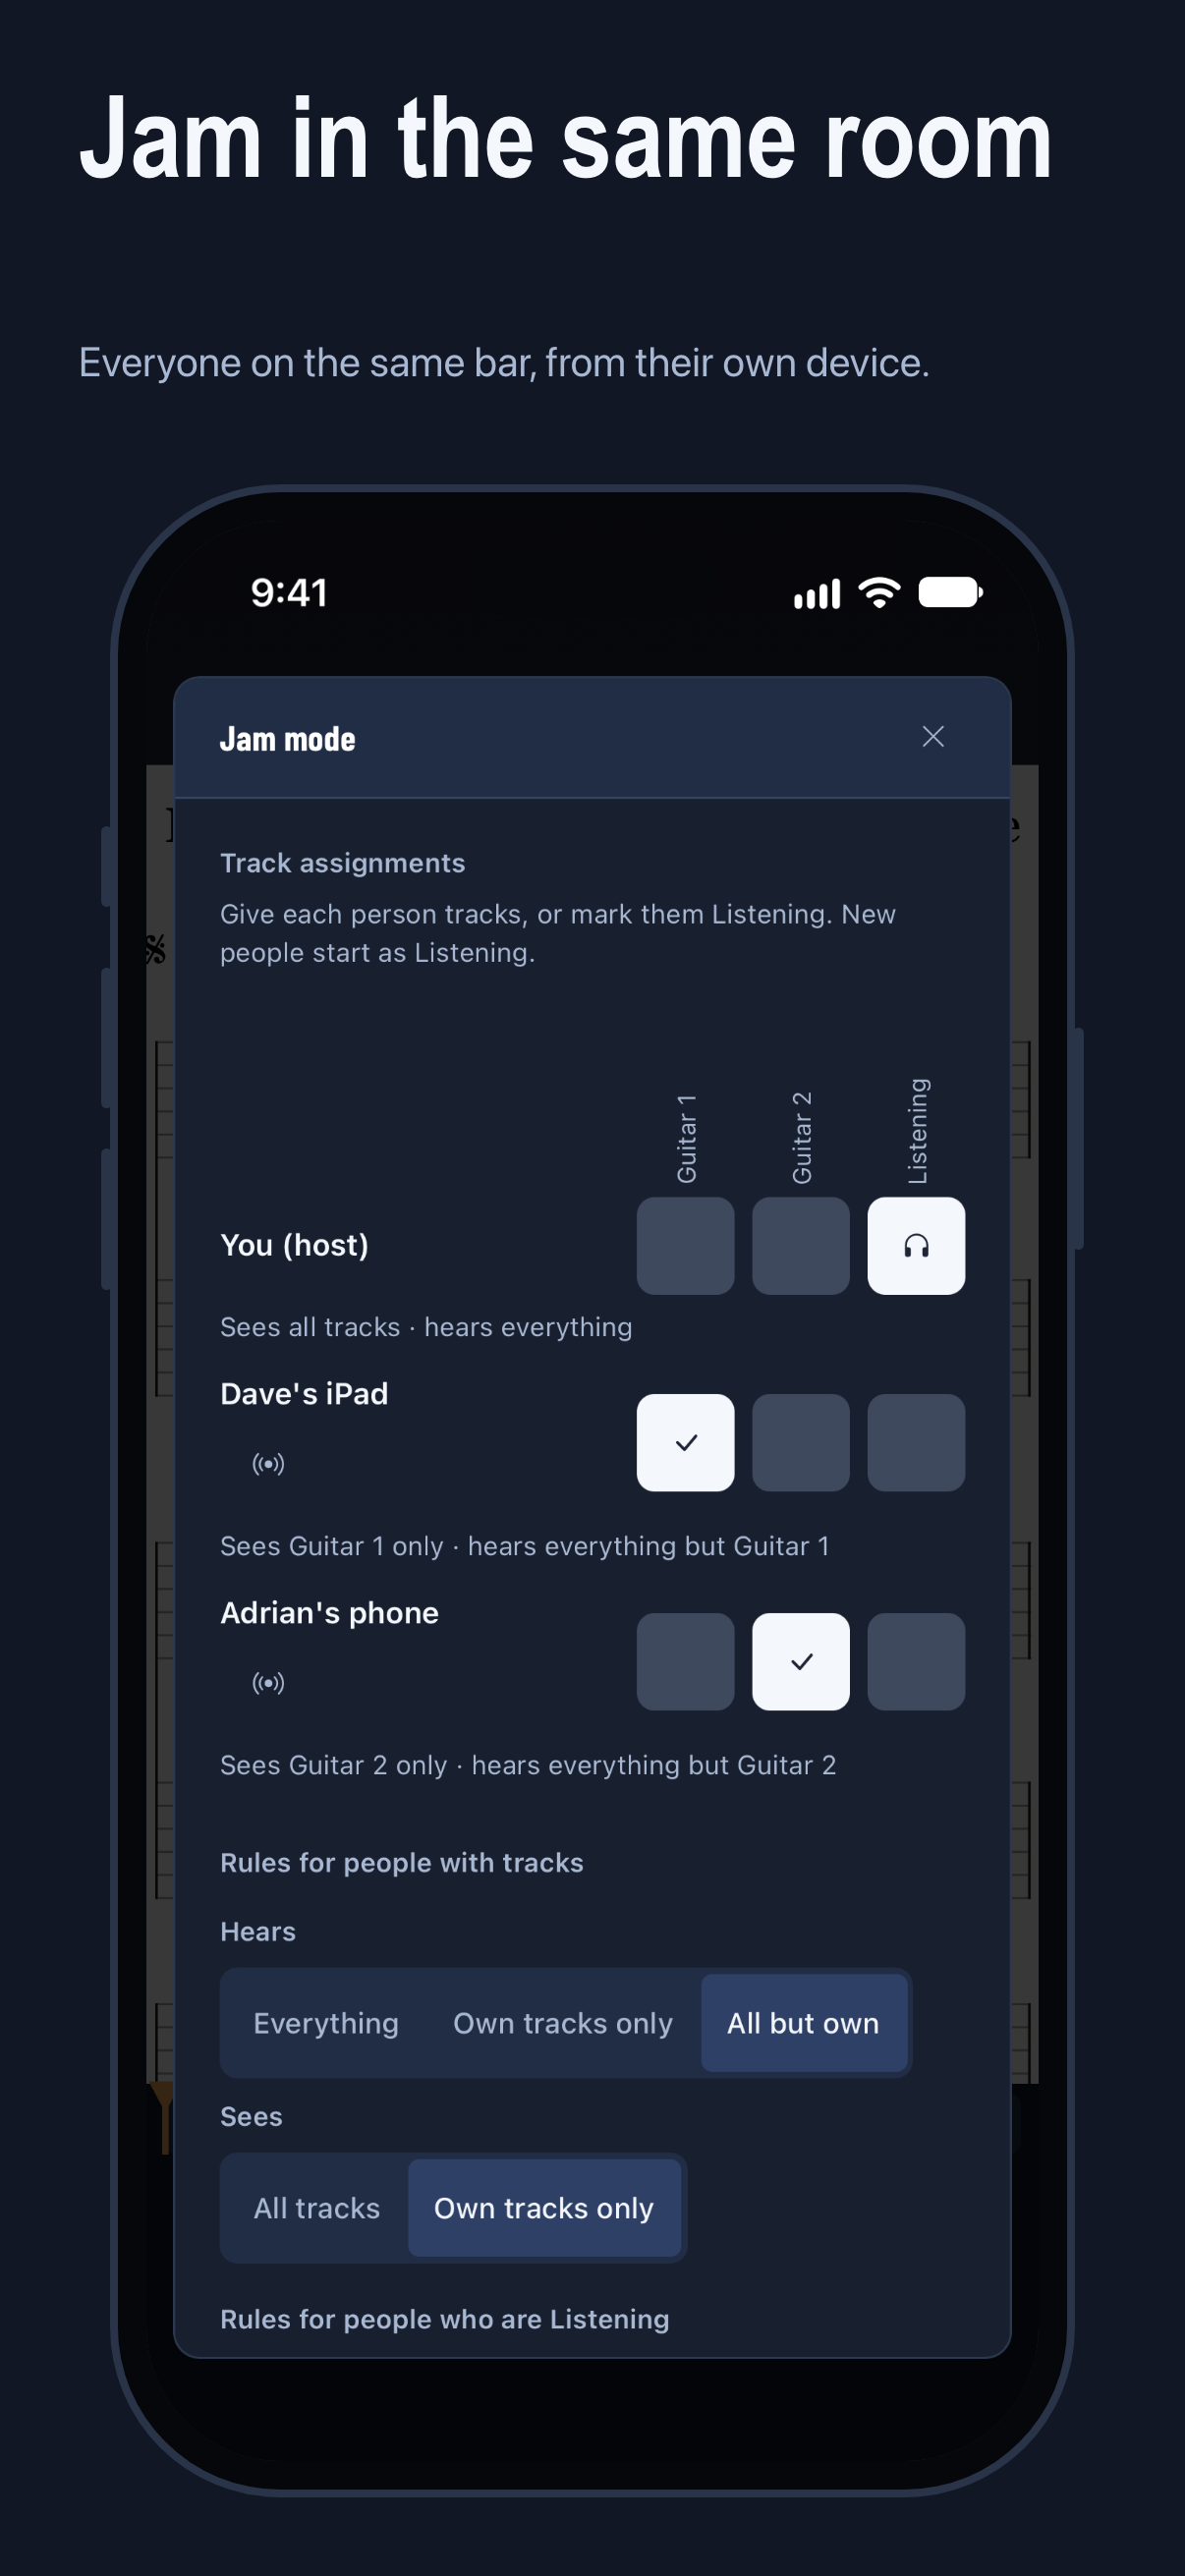 Jam in the same room
Everyone on the same bar, from their own device.
9:41
Jam mode
Track assignments
Give each person tracks, or mark them Listening. New
people start as Listening.
Guitar 1
Guitar 2
Listening
You (host)
Sees all tracks · hears everything
Dave's iPad
Sees Guitar 1 only · hears everything but Guitar 1
Adrian's phone
Sees Guitar 2 only · hears everything but Guitar 2
Rules for people with tracks
Hears
Everything Own tracks only All but own
Sees
All tracks Own tracks only
Rules for people who are Listening